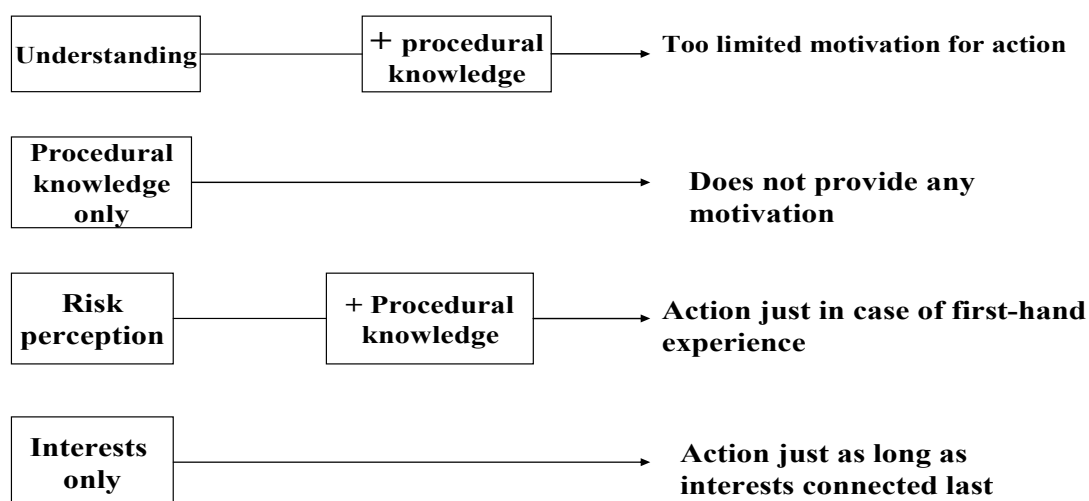 Understanding
+ procedural
knowledge
Too limited motivation for action
Procedural
knowledge
only
Does not provide any
motivation
Risk
perception
+ Procedural
knowledge
Action just in case of first-hand
experience
Interests
only
Action just as long as
interests connected last